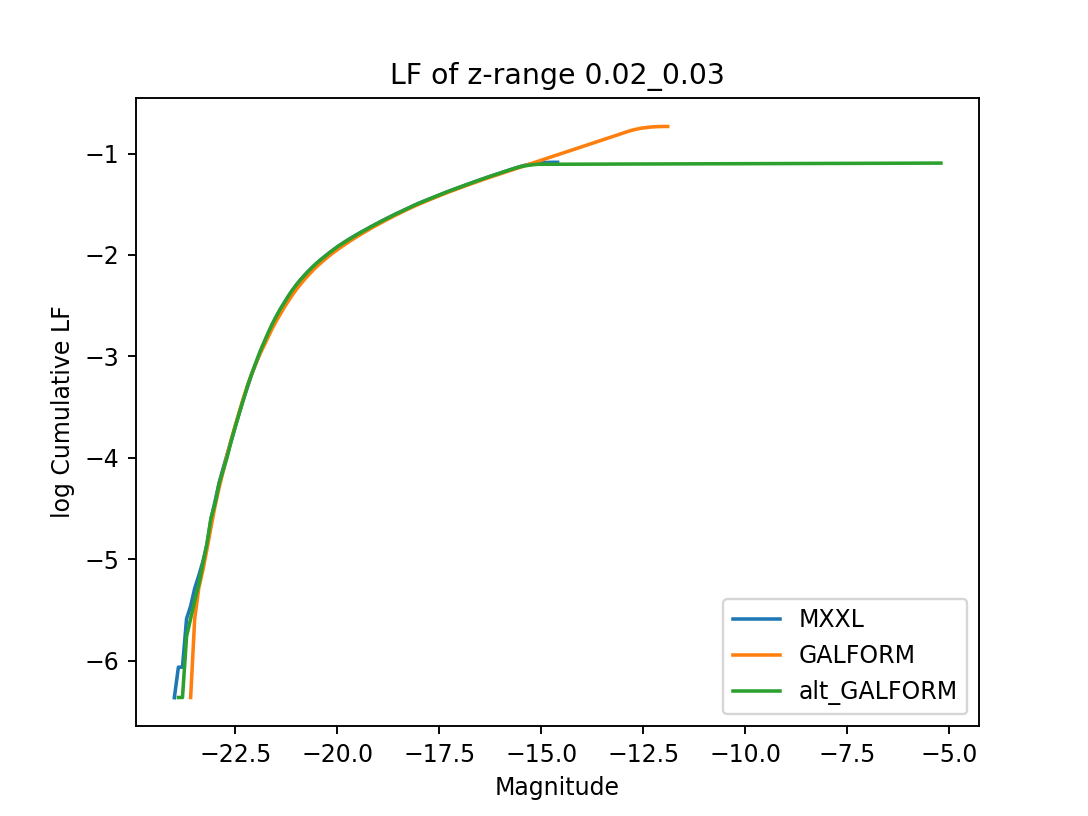 LF of z-range 0.02_0.03
log Cumulative LF
−1
−2
−3
−4
−5
−6
MXXL
GALFORM
alt_GALFORM
−22.5 −20.0 −17.5 −15.0 −12.5 −10.0 −7.5 −5.0
Magnitude